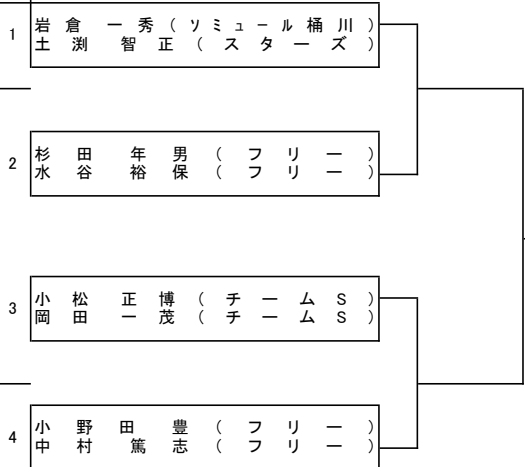 1
岩倉 一秀(ソミュール桶川)
土渕 智正(スターズ)
2
杉田 年男(フリー)
水谷 裕保(フリー)
3
小松 正博(チームS)
岡田 一茂(チームS)
4
小野田 豊(フリー)
中村 篤志(フリー)